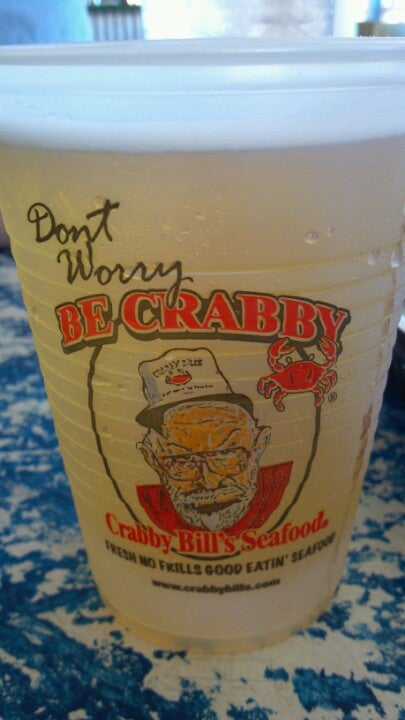 Dont
Worry
BE CRABBY
Crabby Bill's Seafood®
FRESH NO FRILLS GOOD EATIN' SEAFOOD
www.crabbybills.com